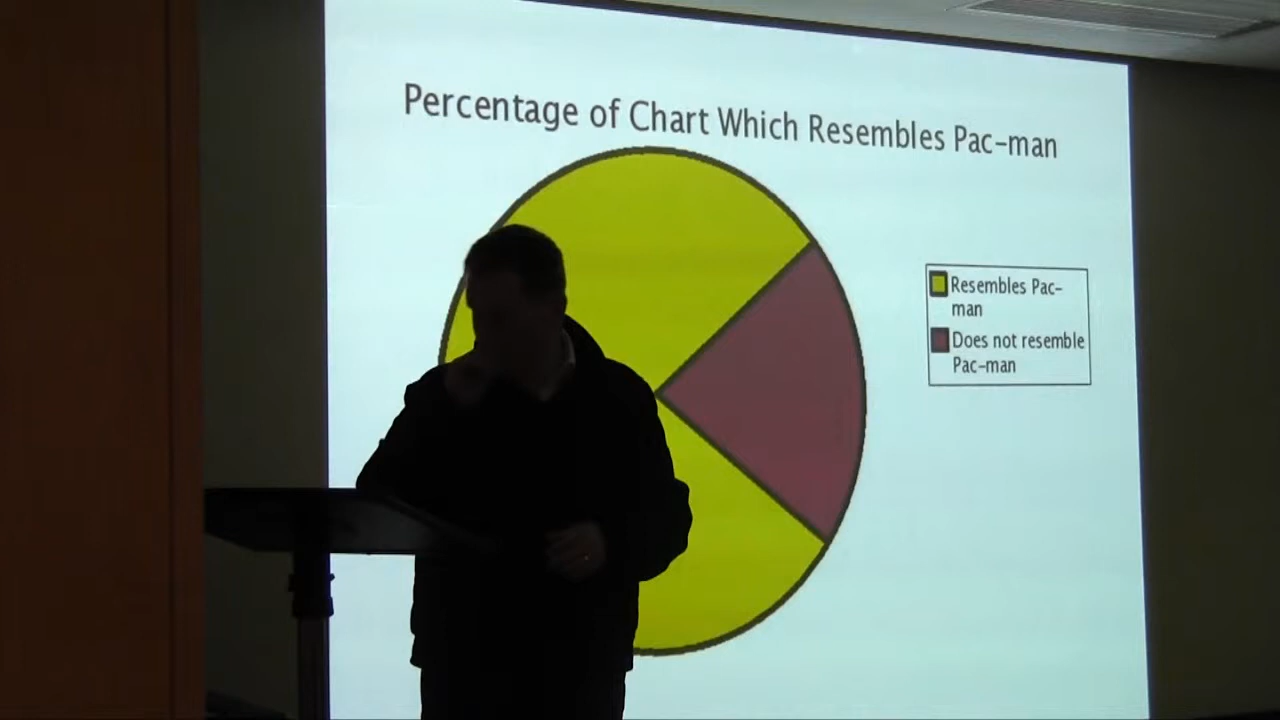 Percentage of Chart Which Resembles Pac-man
Resembles Pac-
man
Does not resemble
Pac-man